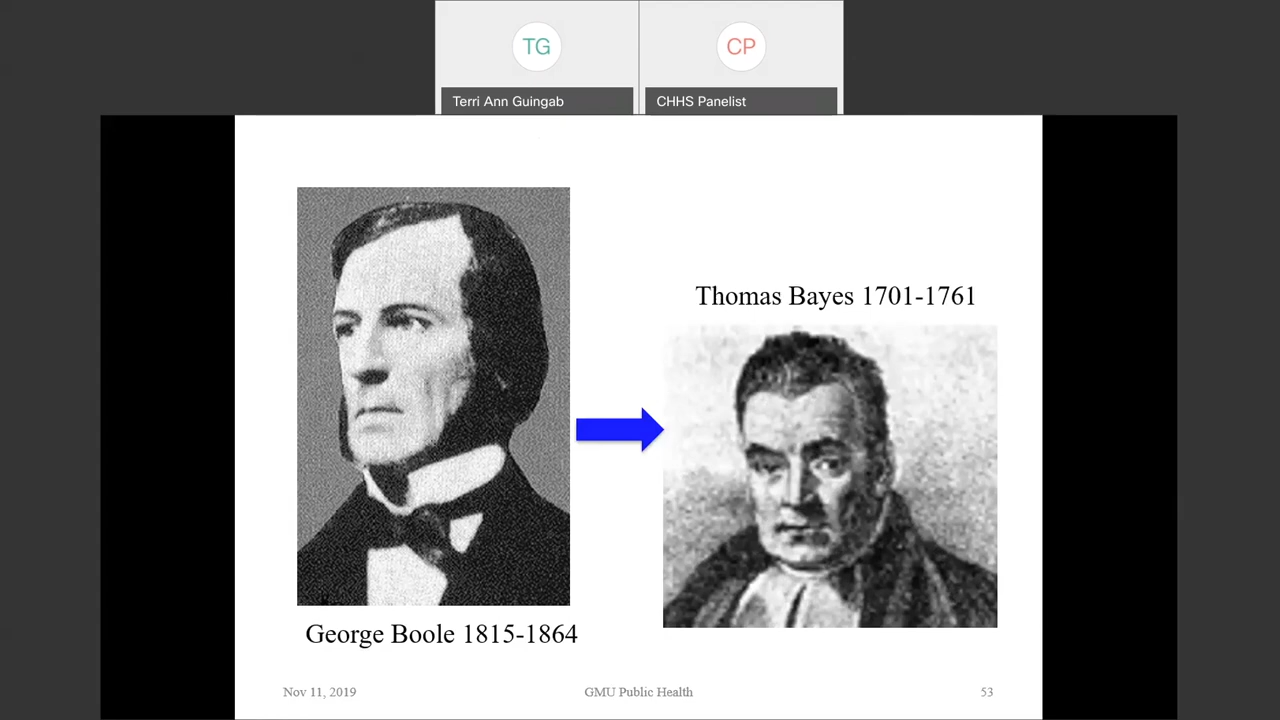 TG
CP
Terri Ann Guingab
CHHS Panelist
Thomas Bayes 1701-1761
George Boole 1815-1864
Nov 11, 2019
GMU Public Health
53